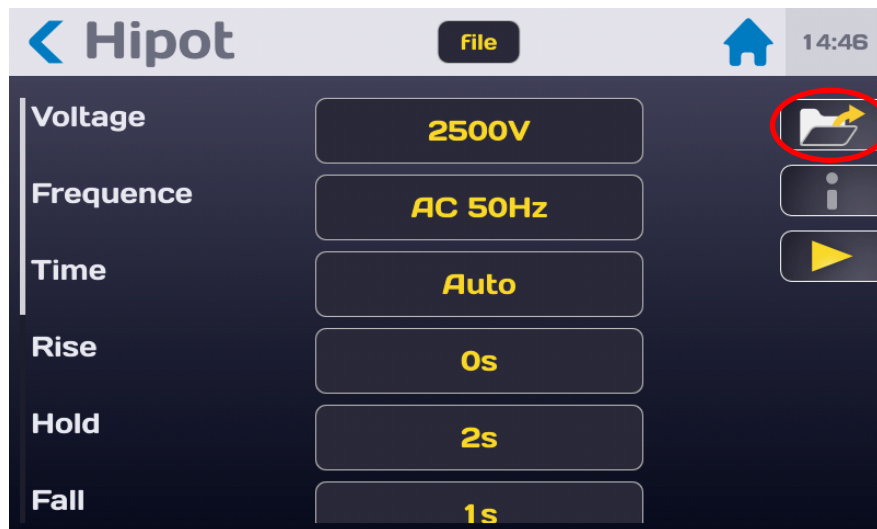 Hipot
file
14:46
Voltage
2500V
Frequence
AC 50Hz
Time
Auto
Rise
0s
Hold
2s
Fall
1s